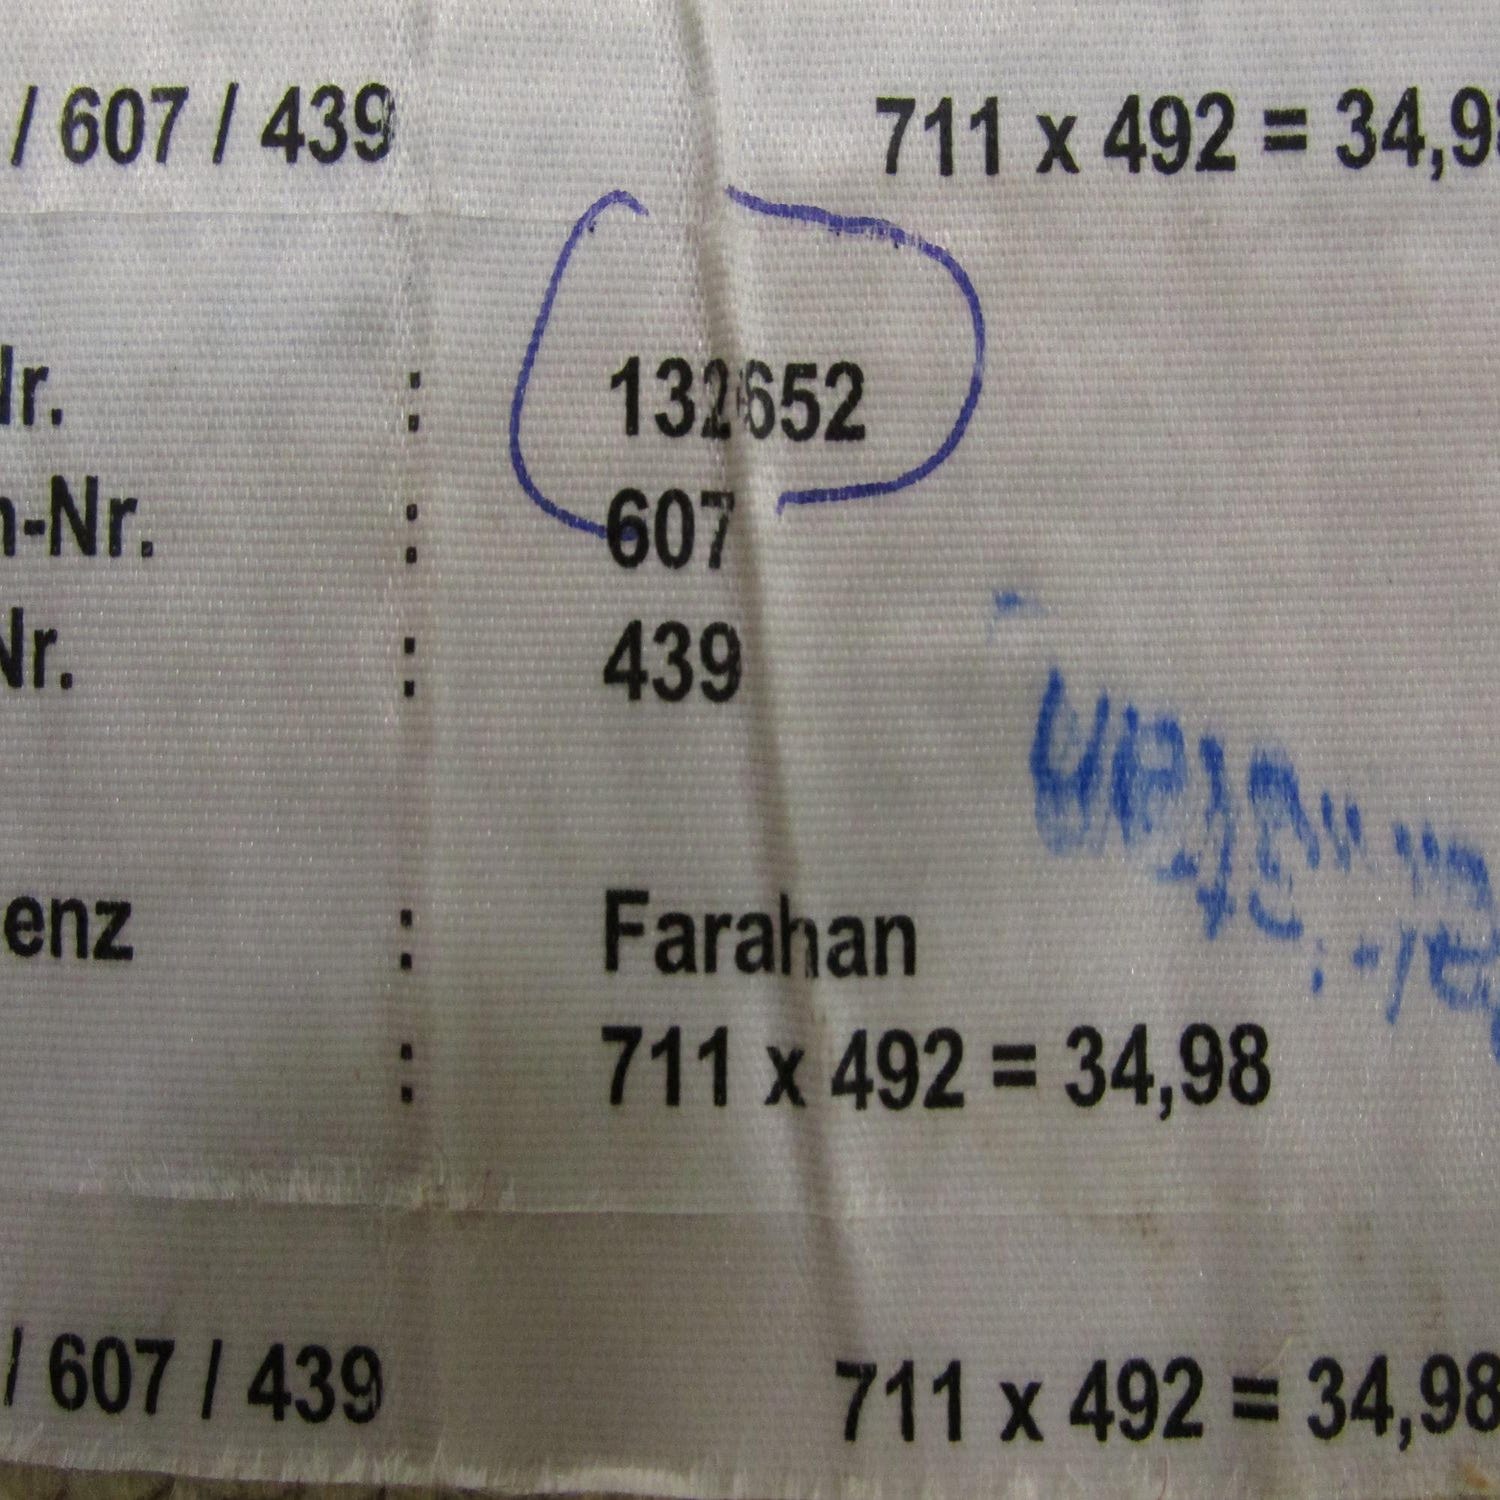 / 607 / 439 711 x 492 = 34,98
Nr. : 132652
n-Nr. : 607
Nr. : 439
enz : Farahan
: 711 x 492 = 34,98
/ 607 / 439 711 x 492 = 34,98